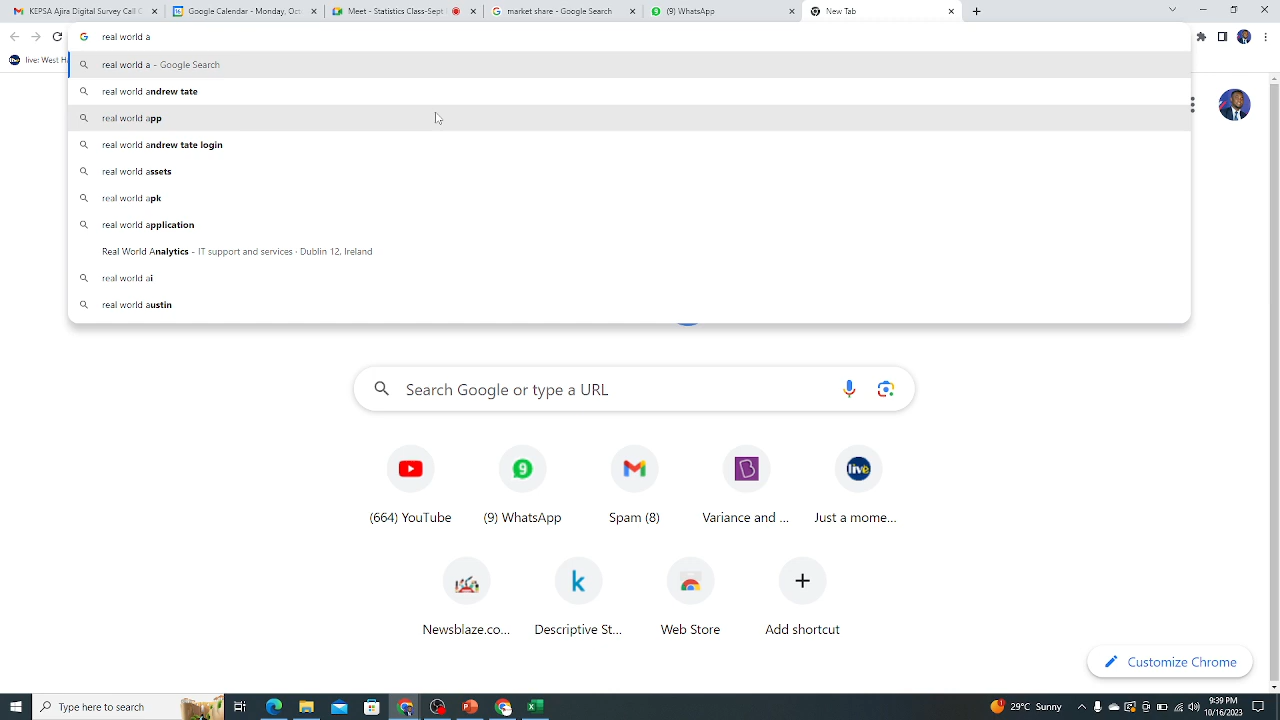 KEPSA Ajira Digital Survey Call C
Google Calendar - Monday, Oct
Meet - Statistics Class-Sept
market share - Google Search
(9) WhatsApp
New Tab
real world a
live: West H
real world a - Google Search
real world andrew tate
real world app
real world andrew tate login
real world assets
real world apk
real world application
Real World Analytics - IT support and services · Dublin 12, Ireland
real world ai
real world austin
Search Google or type a URL
(664) YouTube
(9) WhatsApp
Spam (8)
Variance and ...
Just a mome...
Newsblaze.co...
Descriptive St...
Web Store
Add shortcut
Customize Chrome
Type here to search
29°C Sunny
9:39 PM
10/16/2023